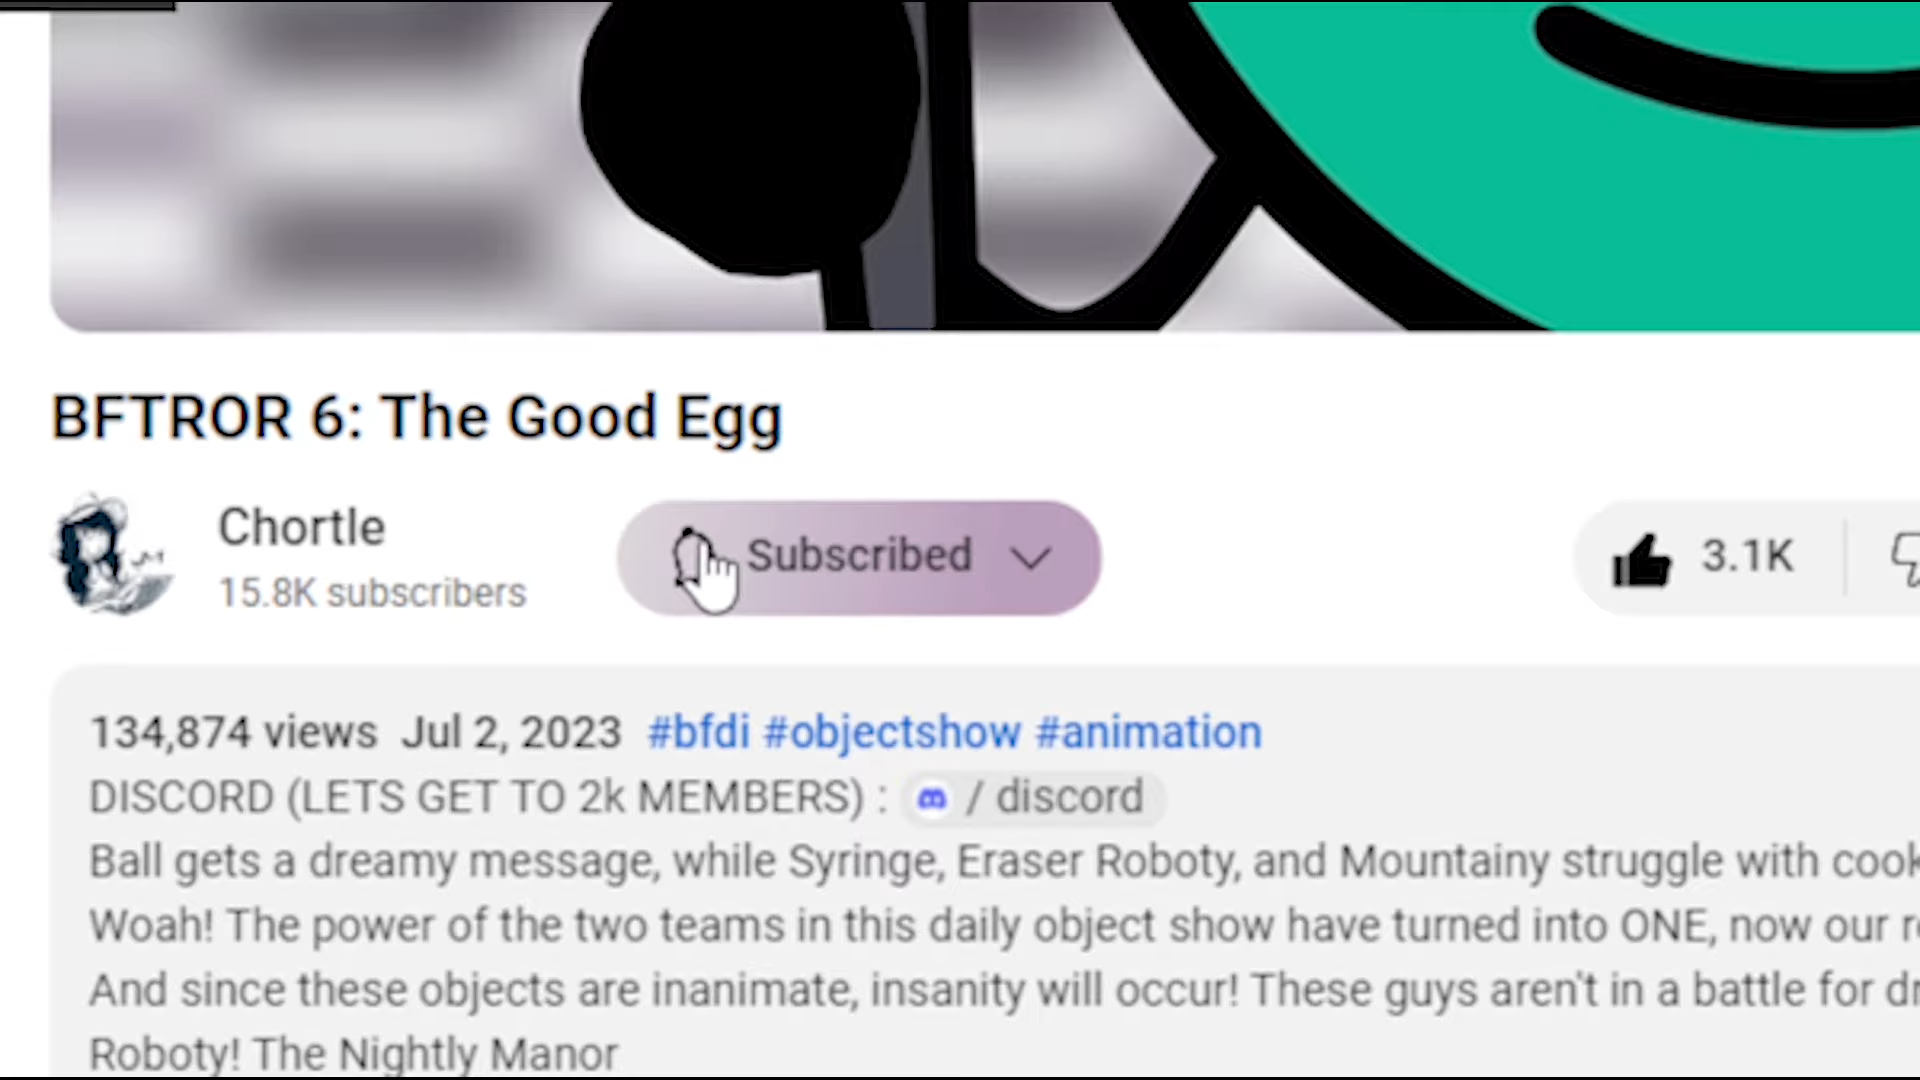 BFTROR 6: The Good Egg
Chortle
15.8K subscribers
Subscribed
3.1K
134,874 views Jul 2, 2023 #bfdi #objectshow #animation
DISCORD (LETS GET TO 2k MEMBERS) : / discord
Ball gets a dreamy message, while Syringe, Eraser Roboty, and Mountainy struggle with cook
Woah! The power of the two teams in this daily object show have turned into ONE, now our
And since these objects are inanimate, insanity will occur! These guys aren't in a battle for
Roboty! The Nightly Manor